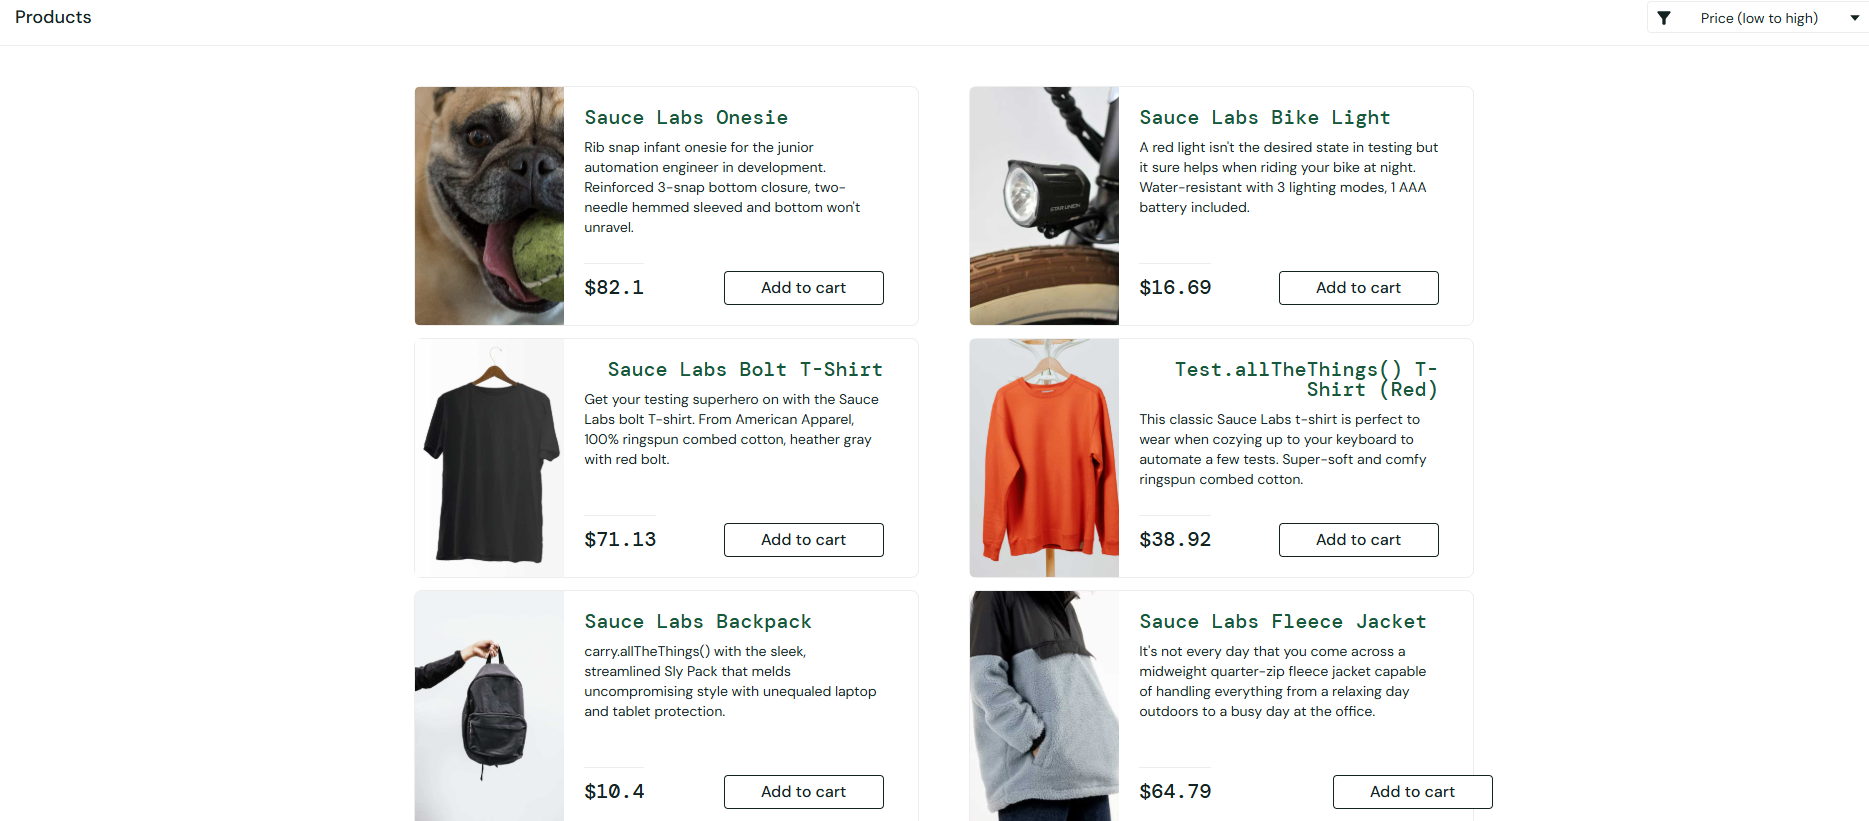 Products
Price (low to high)
Sauce Labs Onesie
Rib snap infant onesie for the junior
automation engineer in development.
Reinforced 3-snap bottom closure, two-
needle hemmed sleeved and bottom won't
unravel.
$82.1
Add to cart
Sauce Labs Bike Light
A red light isn't the desired state in testing but
it sure helps when riding your bike at night.
Water-resistant with 3 lighting modes, 1 AAA
battery included.
STAR UNION
$16.69
Add to cart
Sauce Labs Bolt T-Shirt
Get your testing superhero on with the Sauce
Labs bolt T-shirt. From American Apparel,
100% ringspun combed cotton, heather gray
with red bolt.
$71.13
Add to cart
Test.allTheThings() T-
Shirt (Red)
This classic Sauce Labs t-shirt is perfect to
wear when cozying up to your keyboard to
automate a few tests. Super-soft and comfy
ringspun combed cotton.
$38.92
Add to cart
Sauce Labs Backpack
carry.allTheThings() with the sleek,
streamlined Sly Pack that melds
uncompromising style with unequaled laptop
and tablet protection.
$10.4
Add to cart
Sauce Labs Fleece Jacket
It's not every day that you come across a
midweight quarter-zip fleece jacket capable
of handling everything from a relaxing day
outdoors to a busy day at the office.
$64.79
Add to cart